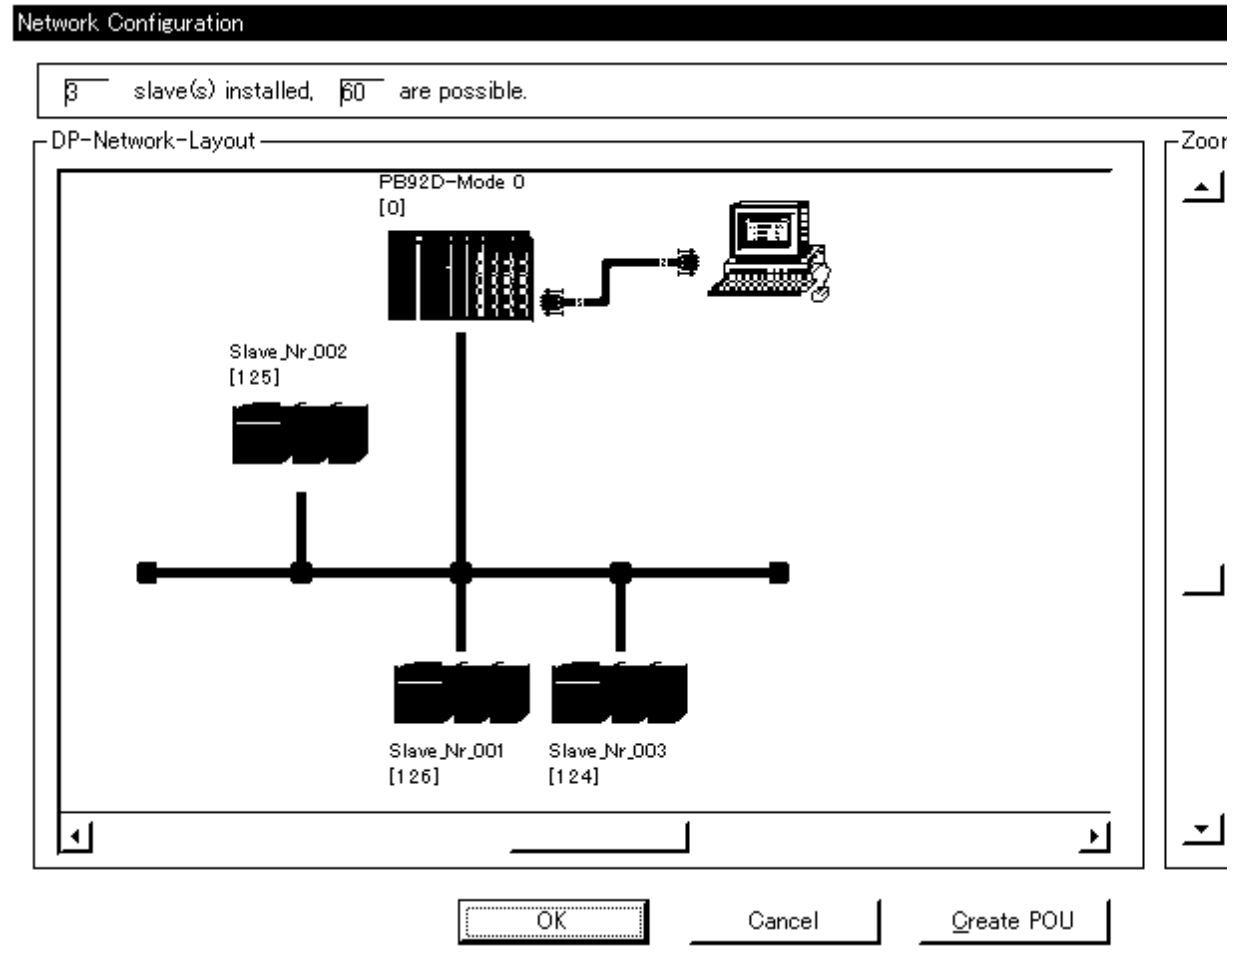 Network Configuration
3 slave(s) installed, 60 are possible.
DP-Network-Layout
PB92D-Mode 0
[0]
Slave_Nr_002
[125]
Slave_Nr_001
[126]
Slave_Nr_003
[124]
OK
Cancel
Create POU